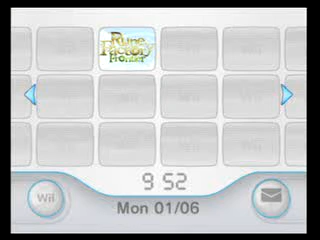 Rune
Factory
Frontier
9 52
Wii
Mon 01/06